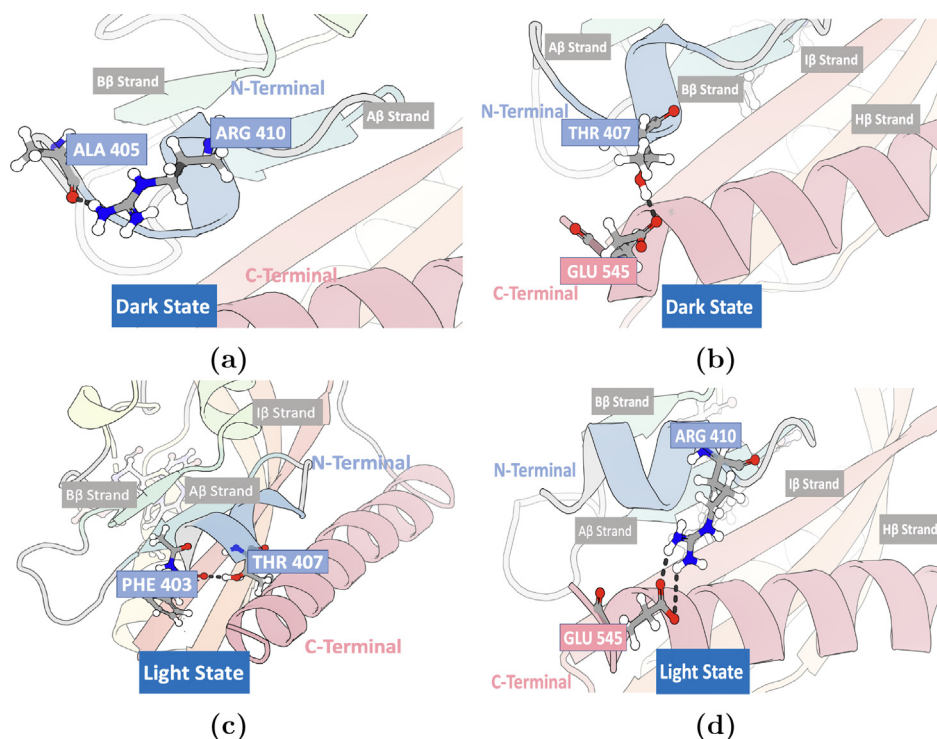 Bβ Strand
N-Terminal
Aβ Strand
ALA 405
ARG 410
C-Terminal
Dark State
(a)
Aβ Strand
Iβ Strand
Bβ Strand
N-Terminal
THR 407
Hβ Strand
GLU 545
C-Terminal
Dark State
(b)
Iβ Strand
N-Terminal
Bβ Strand
Aβ Strand
PHE 403
THR 407
C-Terminal
Light State
(c)
Bβ Strand
ARG 410
N-Terminal
Iβ Strand
Aβ Strand
Hβ Strand
GLU 545
C-Terminal
Light State
(d)